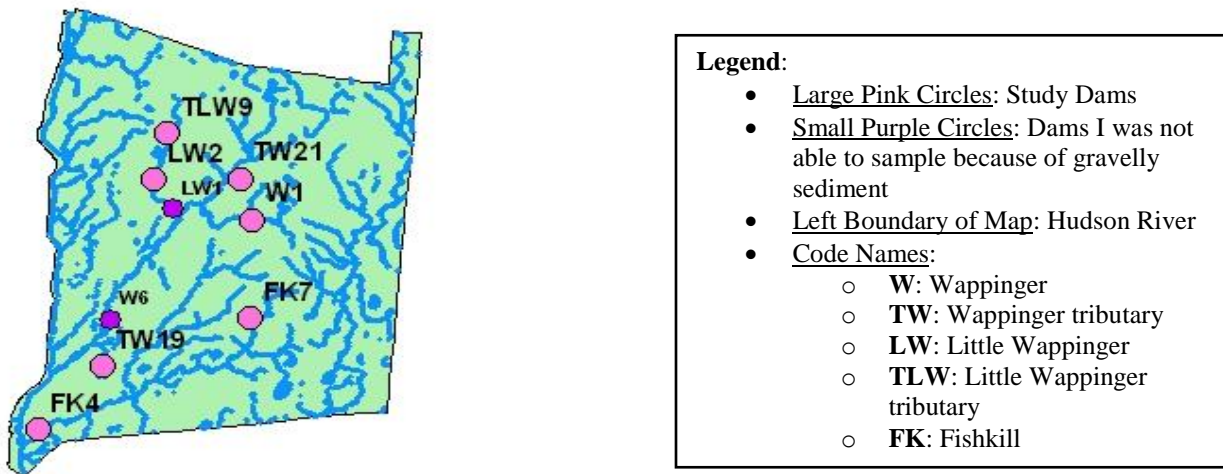 TLW9
LW2
TW21
LW1
W1
W6
FK7
TW19
FK4
Legend:
• Large Pink Circles: Study Dams
• Small Purple Circles: Dams I was not
able to sample because of gravelly
sediment
• Left Boundary of Map: Hudson River
• Code Names:
o W: Wappinger
o TW: Wappinger tributary
o LW: Little Wappinger
o TLW: Little Wappinger
tributary
o FK: Fishkill